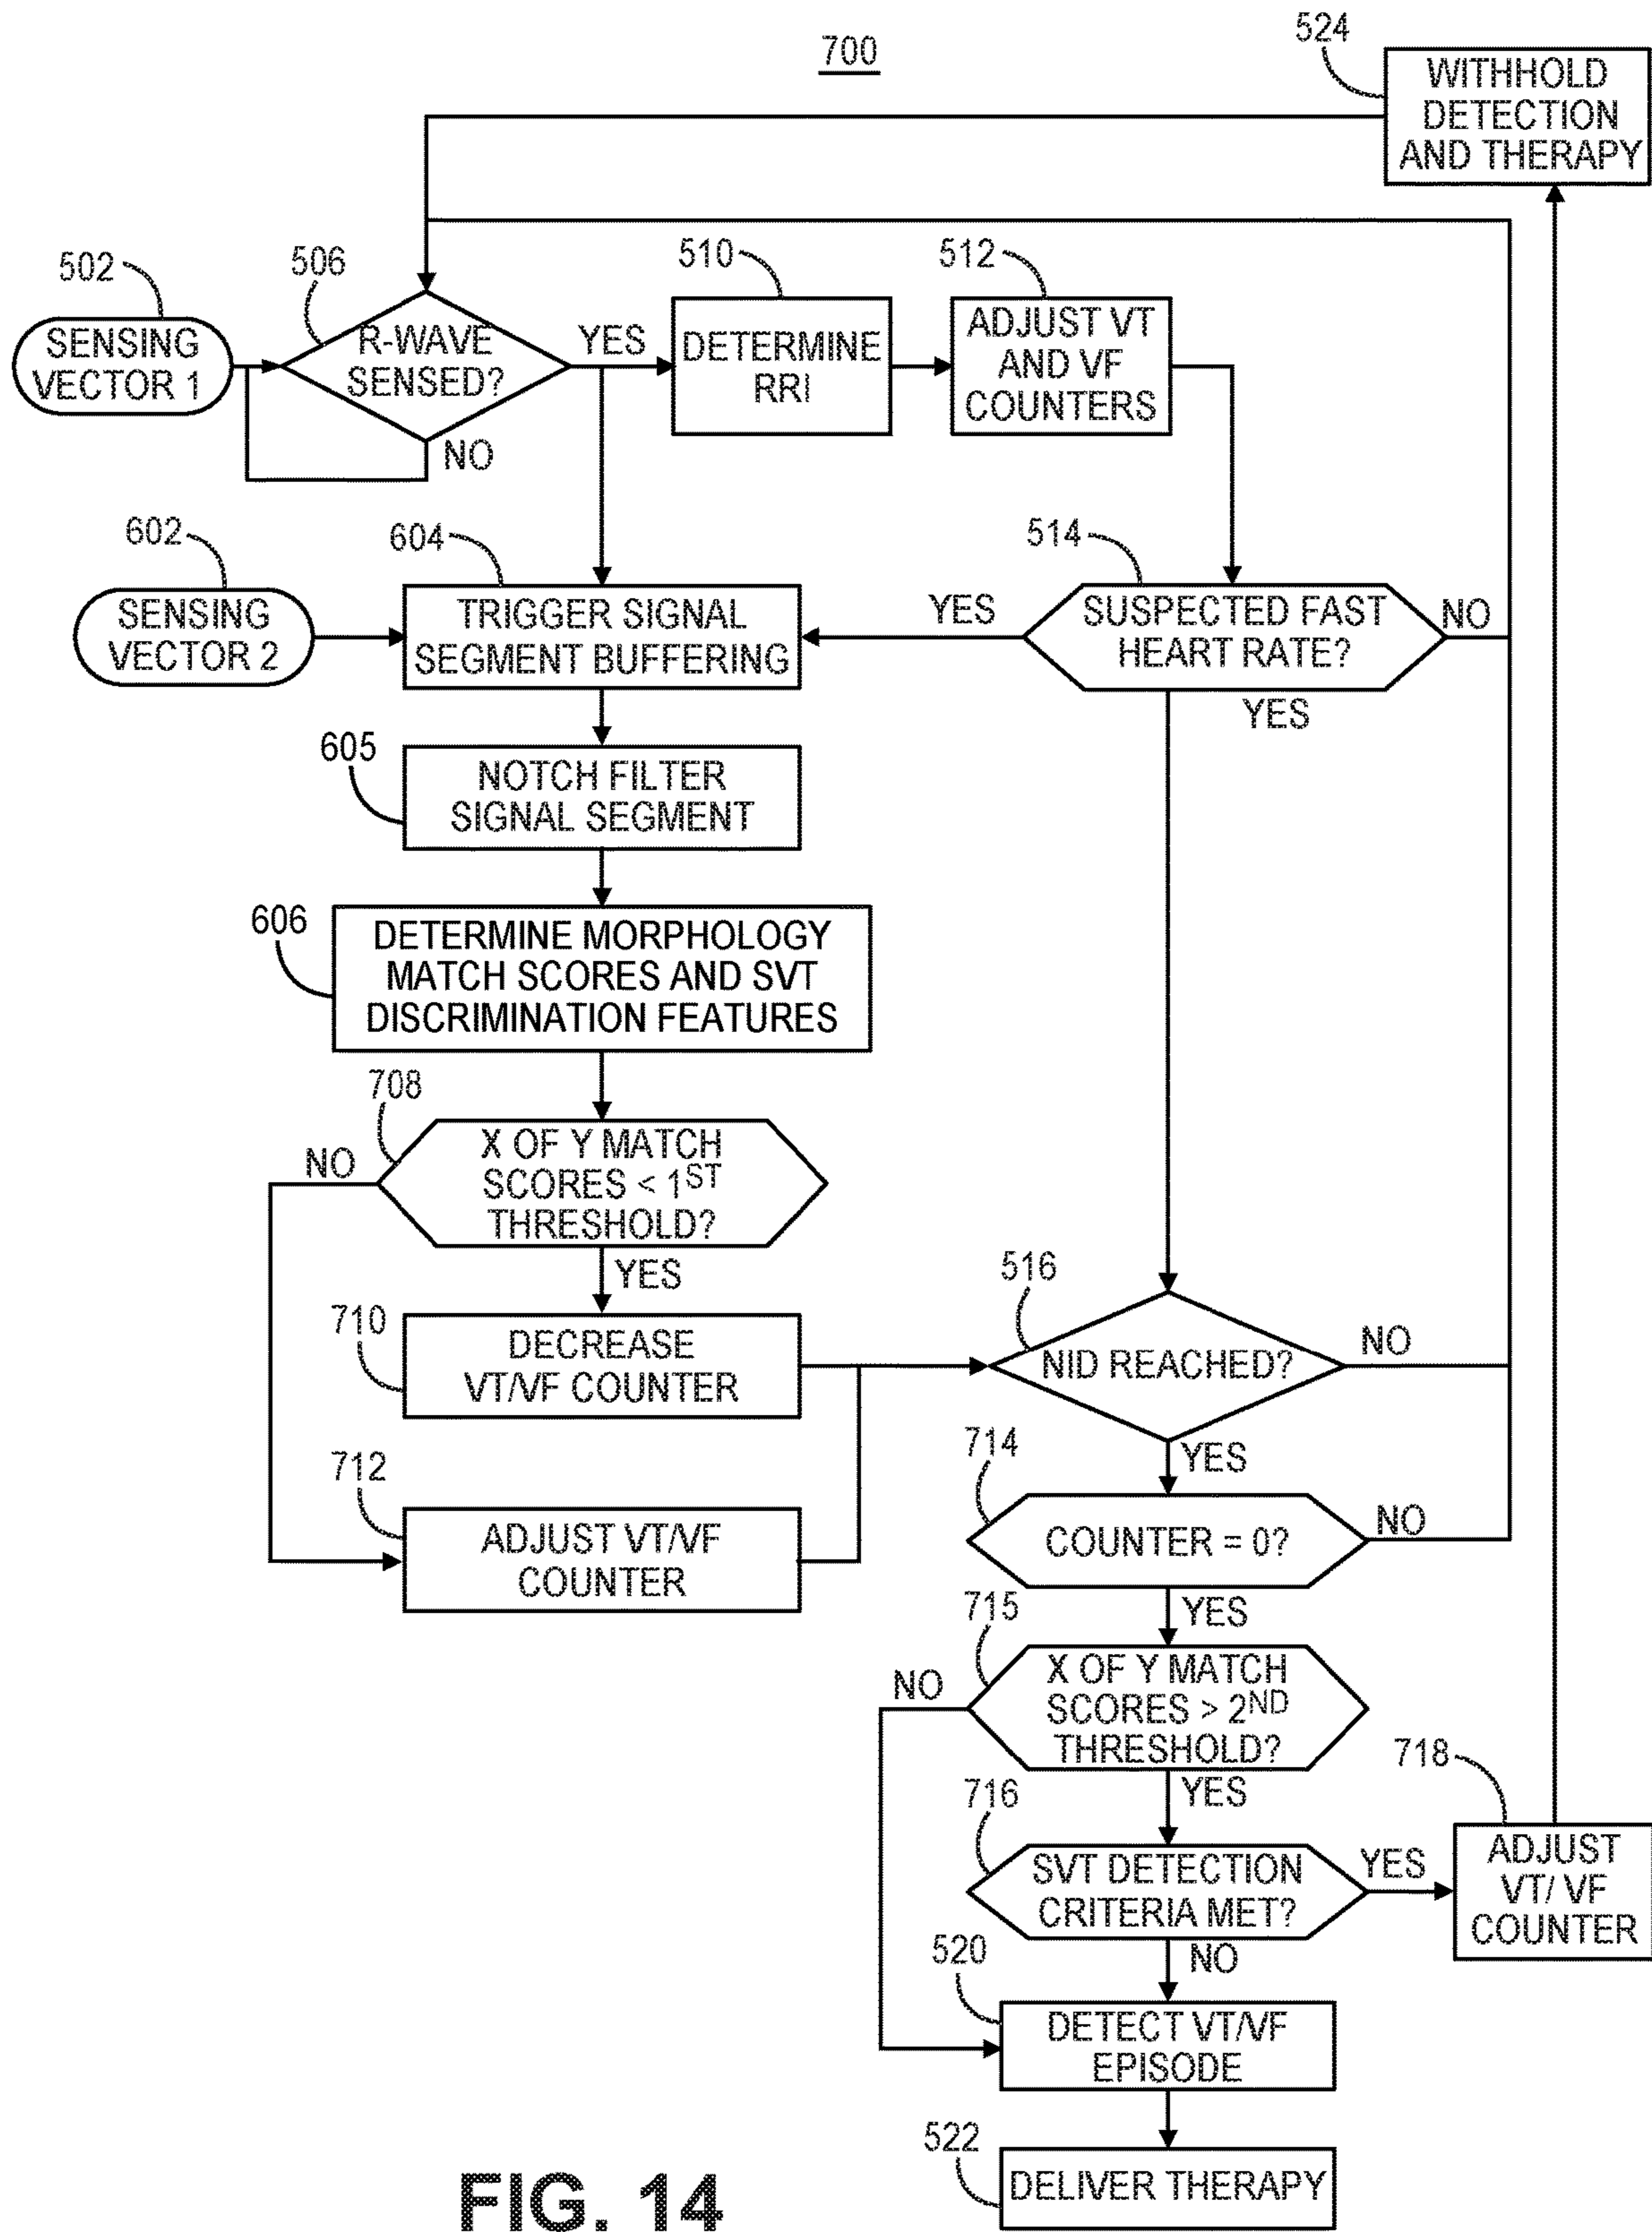 700
524
WITHHOLD
DETECTION
AND THERAPY
502
SENSING
VECTOR 1
506
R-WAVE
SENSED?
YES
NO
510
DETERMINE
RRI
512
ADJUST VT
AND VF
COUNTERS
602
SENSING
VECTOR 2
604
TRIGGER SIGNAL
SEGMENT BUFFERING
YES
514
SUSPECTED FAST
HEART RATE?
NO
YES
605
NOTCH FILTER
SIGNAL SEGMENT
606
DETERMINE MORPHOLOGY
MATCH SCORES AND SVT
DISCRIMINATION FEATURES
708
NO
X OF Y MATCH
SCORES < 1ST
THRESHOLD?
YES
710
DECREASE
VT/VF COUNTER
712
ADJUST VT/VF
COUNTER
516
NID REACHED?
NO
YES
714
COUNTER = 0?
NO
YES
715
NO
X OF Y MATCH
SCORES > 2ND
THRESHOLD?
YES
716
SVT DETECTION
CRITERIA MET?
YES
NO
718
ADJUST
VT/ VF
COUNTER
520
DETECT VT/VF
EPISODE
522
DELIVER THERAPY
FIG. 14